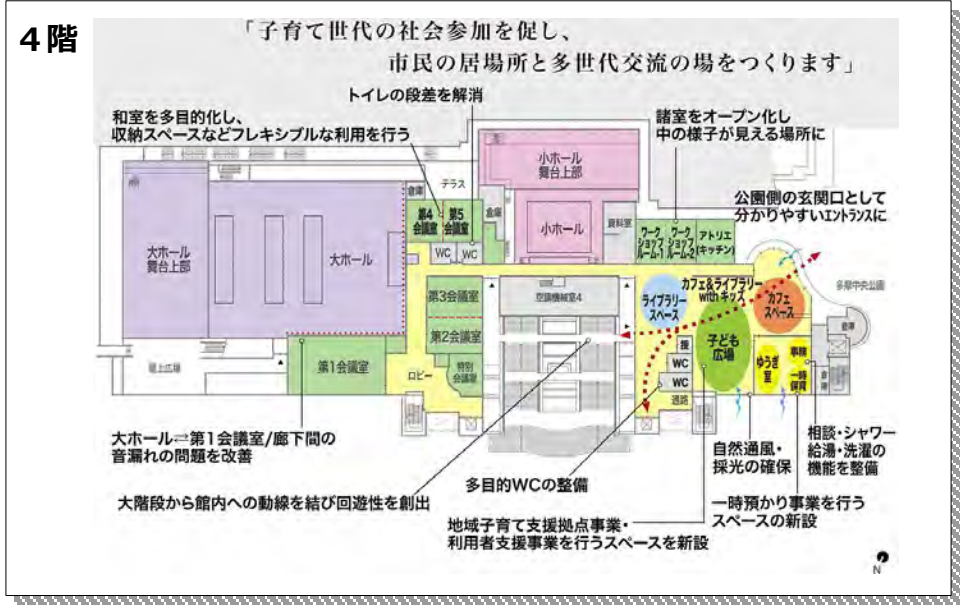 4階
「子育て世代の社会参加を促し、
市民の居場所と多世代交流の場をつくります」
トイレの段差を解消
和室を多目的化し、
収納スペースなどフレキシブルな利用を行う
諸室をオープン化し
中の様子が見える場所に
公園側の玄関口として
分かりやすいエントランスに
小ホール
舞台上部
テラス
倉庫
第4
会議室
第5
会議室
倉庫
小ホール
資料室
ワーク
ショップ
ルーム-1
ワーク
ショップ
ルーム-2
アトリエ
(キッチン)
WC
WC
大ホール
舞台上部
大ホール
多摩中央公園
カフェ&ライブラリー
with キッズ
ライブラリー
スペース
カフェ
スペース
第3会議室
空調機械室4
第2会議室
子ども
広場
倉庫
授
WC
WC
通路
ゆうぎ
室
事務
一時
保育
倉庫
屋上広場
第1会議室
ロビー
特別
会議室
大ホール⇄第1会議室/廊下間の
音漏れの問題を改善
自然通風・
採光の確保
相談・シャワー
給湯・洗濯の
機能を整備
大階段から館内への動線を結び回遊性を創出
多目的WCの整備
一時預かり事業を行う
スペースの新設
地域子育て支援拠点事業・
利用者支援事業を行うスペースを新設
N